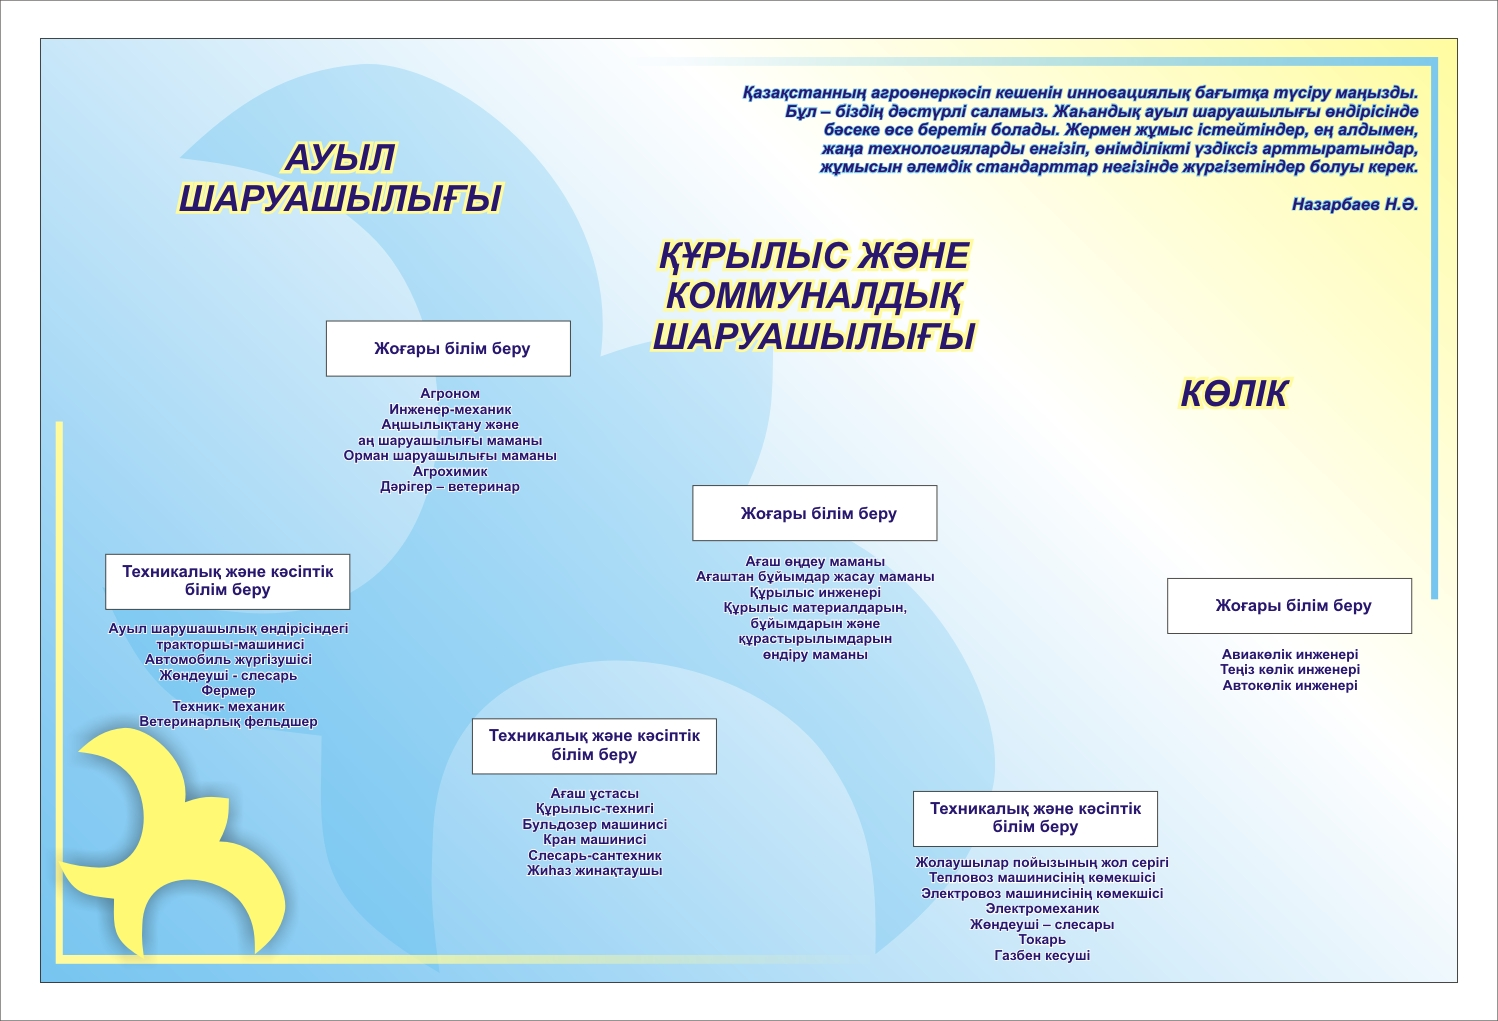 Қазақстанның агроөнеркәсіп кешенін инновациялық бағытқа түсіру маңызды.
Бұл – біздің дәстүрлі саламыз. Жаһандық ауыл шаруашылығы өндірісінде
бәсеке өсе беретін болады. Жермен жұмыс істейтіндер, ең алдымен,
жаңа технологияларды енгізіп, өнімділікті үздіксіз арттыратындар,
жұмысын әлемдік стандарттар негізінде жүргізетіндер болуы керек.
Назарбаев Н.Ә.
АУЫЛ
ШАРУАШЫЛЫҒЫ
Жоғары білім беру
Агроном
Инженер-механик
Аңшылықтану және
аң шаруашылығы маманы
Орман шаруашылығы маманы
Агрохимик
Дәрігер – ветеринар
Техникалық және кәсіптік
білім беру
Ауыл шарушашылық өндірісіндегі
тракторшы-машинисі
Автомобиль жүргізушісі
Жөндеуші - слесарь
Фермер
Техник- механик
Ветеринарлық фельдшер
ҚҰРЫЛЫС ЖӘНЕ
КОММУНАЛДЫҚ
ШАРУАШЫЛЫҒЫ
Жоғары білім беру
Ағаш өңдеу маманы
Ағаштан бұйымдар жасау маманы
Құрылыс инженері
Құрылыс материалдарын,
бұйымдарын және
құрастырылымдарын
өндіру маманы
Техникалық және кәсіптік
білім беру
Ағаш ұстасы
Құрылыс-технигі
Бульдозер машинисі
Кран машинисі
Слесарь-сантехник
Жиһаз жинақтаушы
КӨЛІК
Жоғары білім беру
Авиакөлік инженері
Теңіз көлік инженері
Автокөлік инженері
Техникалық және кәсіптік
білім беру
Жолаушылар пойызының жол серігі
Тепловоз машинисінің көмекшісі
Электровоз машинисінің көмекшісі
Электромеханик
Жөндеуші – слесары
Токарь
Газбен кесуші